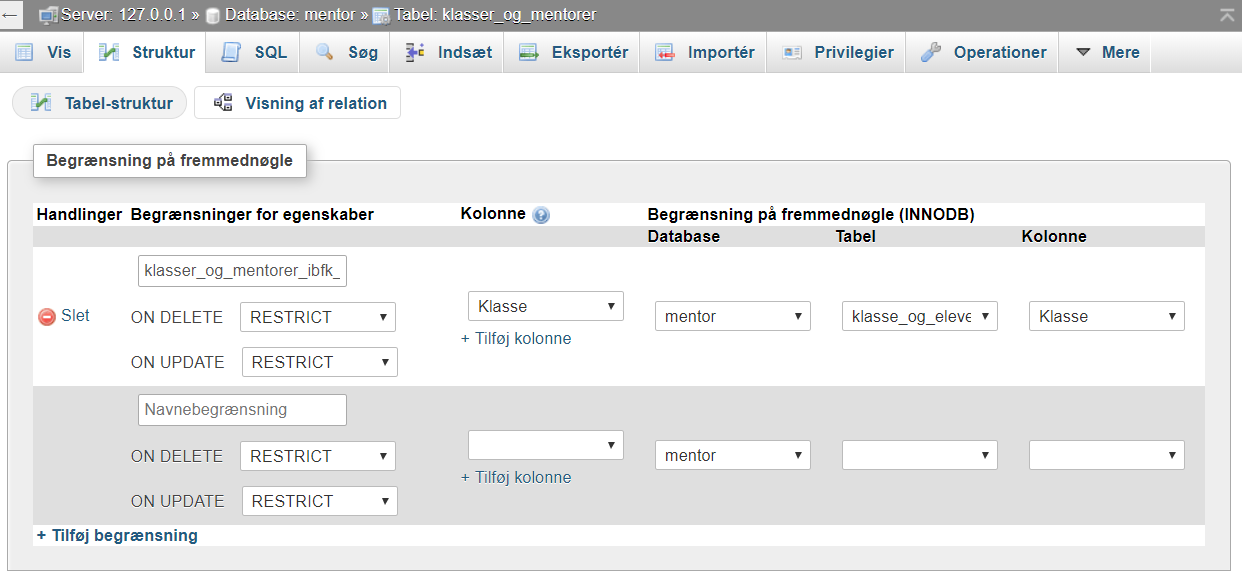 Server: 127.0.0.1 » Database: mentor » Tabel: klasser_og_mentorer
Vis Struktur SQL Søg Indsæt Eksportér Importér Privilegier Operationer Mere
Tabel-struktur Visning af relation
Begrænsning på fremmednøgle
Handlinger Begrænsninger for egenskaber Kolonne Begrænsning på fremmednøgle (INNODB)
Database Tabel Kolonne
klasser_og_mentorer_ibfk_
Slet ON DELETE RESTRICT Klasse mentor klasse_og_eleve Klasse
+ Tilføj kolonne
ON UPDATE RESTRICT
Navnebegrænsning
ON DELETE RESTRICT mentor
+ Tilføj kolonne
ON UPDATE RESTRICT
+ Tilføj begrænsning